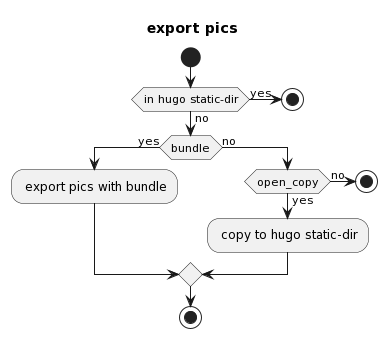 export pics
in hugo static-dir
yes
no
bundle
yes
no
export pics with bundle
open_copy
no
yes
copy to hugo static-dir